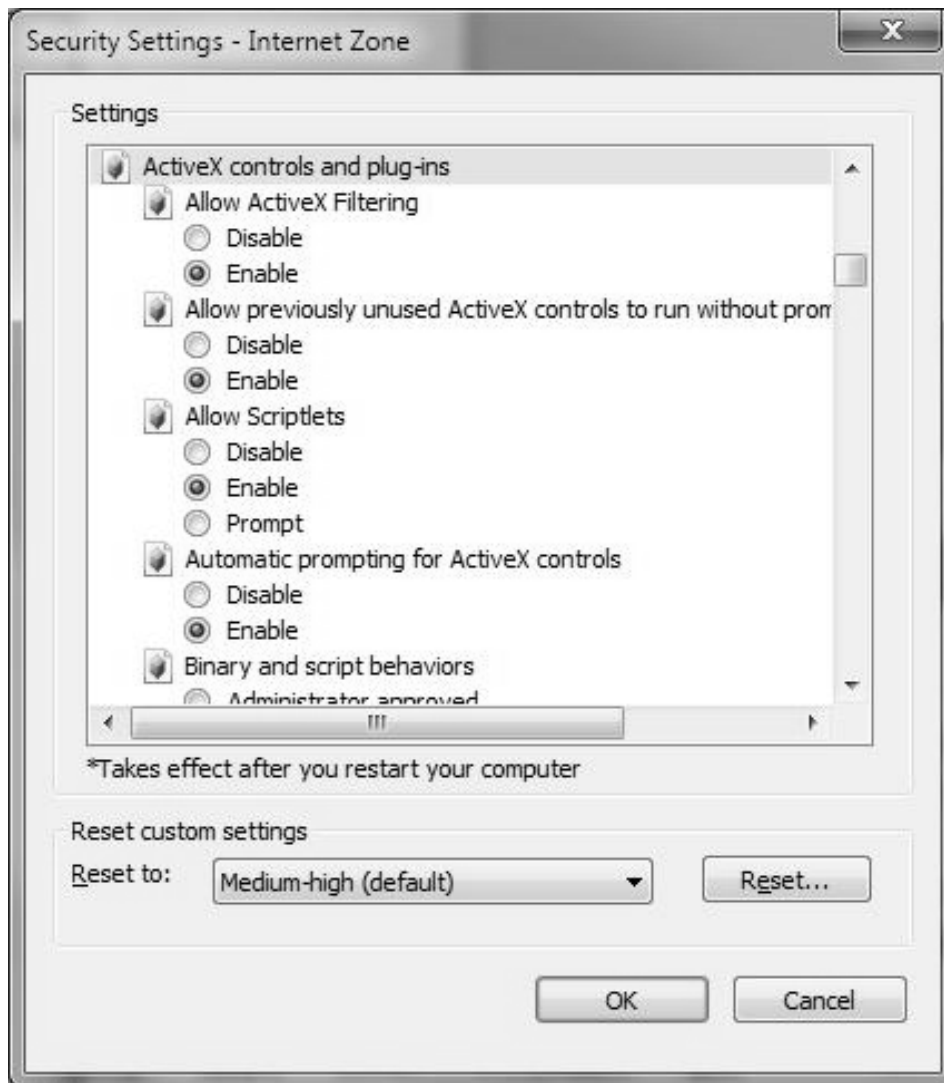 Security Settings - Internet Zone
Settings
ActiveX controls and plug-ins
Allow ActiveX Filtering
Disable
Enable
Allow previously unused ActiveX controls to run without prom
Disable
Enable
Allow Scriptlets
Disable
Enable
Prompt
Automatic prompting for ActiveX controls
Disable
Enable
Binary and script behaviors
Administrator approved
*Takes effect after you restart your computer
Reset custom settings
Reset to: Medium-high (default) Reset...
OK Cancel